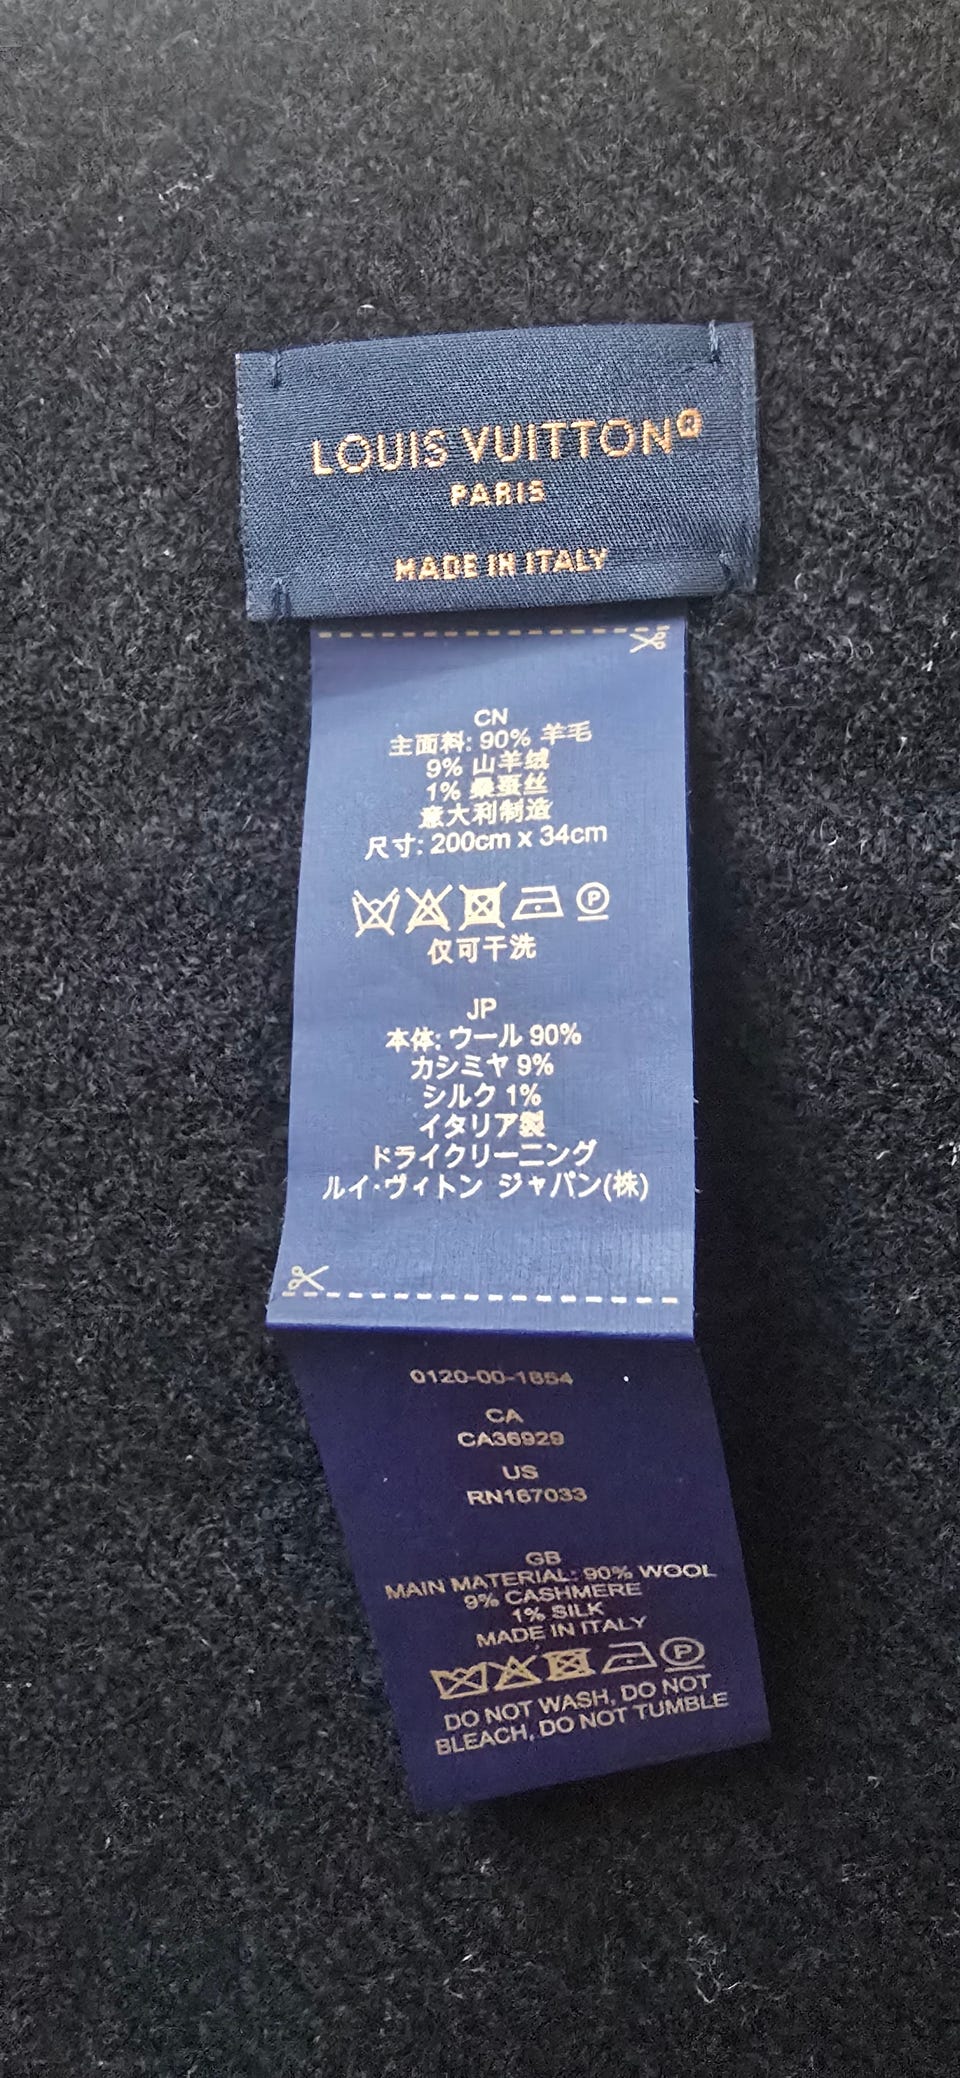 LOUIS VUITTON®
PARIS
MADE IN ITALY
CN
主面料: 90% 羊毛
9% 山羊绒
1% 桑蚕丝
意大利制造
尺寸: 200cm x 34cm
P
仅可干洗
JP
本体: ウール 90%
カシミヤ 9%
シルク 1%
イタリア製
ドライクリーニング
ルイ·ヴィトン ジャパン(株)
0120-00-1854
CA
CA36929
US
RN167033
GB
MAIN MATERIAL: 90% WOOL
9% CASHMERE
1% SILK
MADE IN ITALY
P
DO NOT WASH, DO NOT
BLEACH, DO NOT TUMBLE